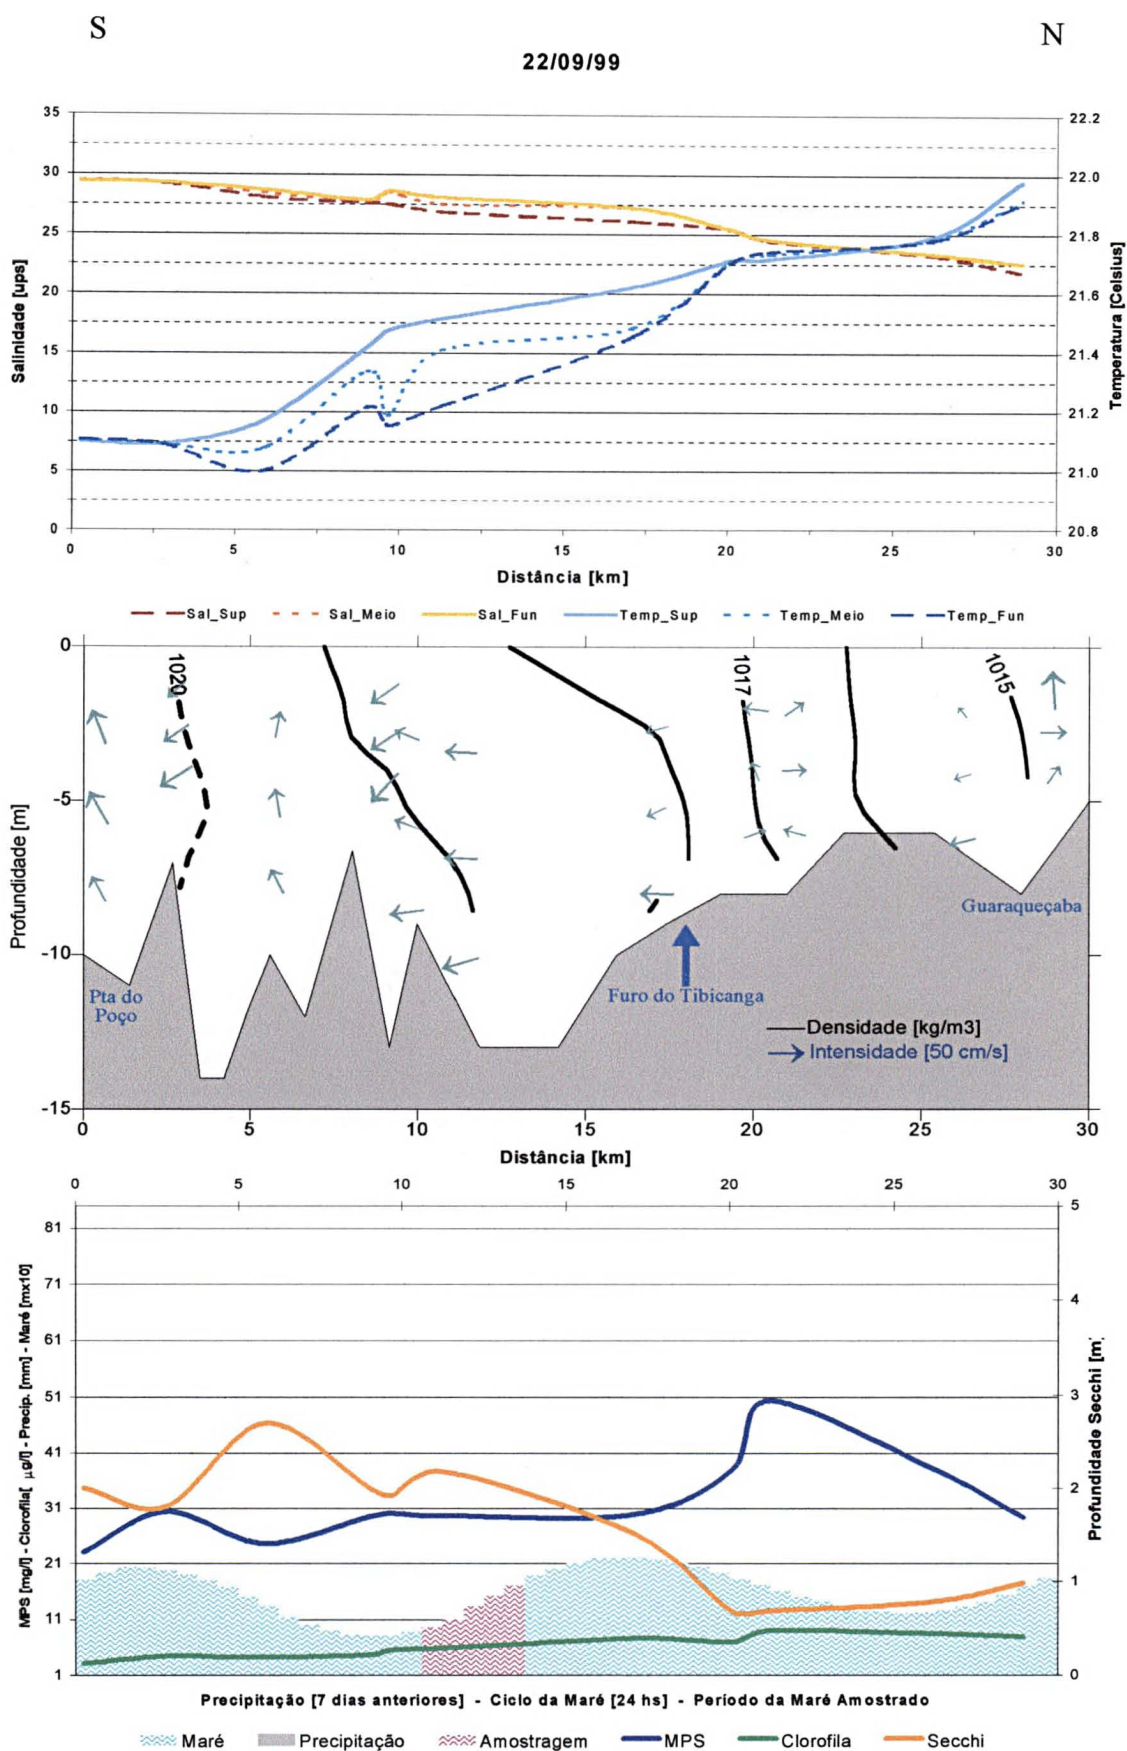 S
N
22/09/99
35
30
25
20
15
10
5
0
Salinidade [ups]
22.2
22.0
21.8
21.6
21.4
21.2
21.0
20.8
Temperatura [Celsius]
0 5 10 15 20 25 30
Distância [km]
Sal_Sup Sal_Meio Sal_Fun Temp_Sup Temp_Meio Temp_Fun
0
-5
-10
-15
Profundidade [m]
1020
1017
1015
Guaraqueçaba
Pta do
Poço
Furo do Tibicanga
Densidade [kg/m3]
Intensidade [50 cm/s]
0 5 10 15 20 25 30
Distância [km]
0 5 10 15 20 25 30
81
71
61
51
41
31
21
11
1
MPS [mg/l] - Clorofila[ µg/l] - Precip. [mm] - Maré [mx10]
5
4
3
2
1
0
Profundidade Secchi [m]
Precipitação [7 dias anteriores] - Ciclo da Maré [24 hs] - Período da Maré Amostrado
Maré Precipitação Amostragem MPS Clorofila Secchi